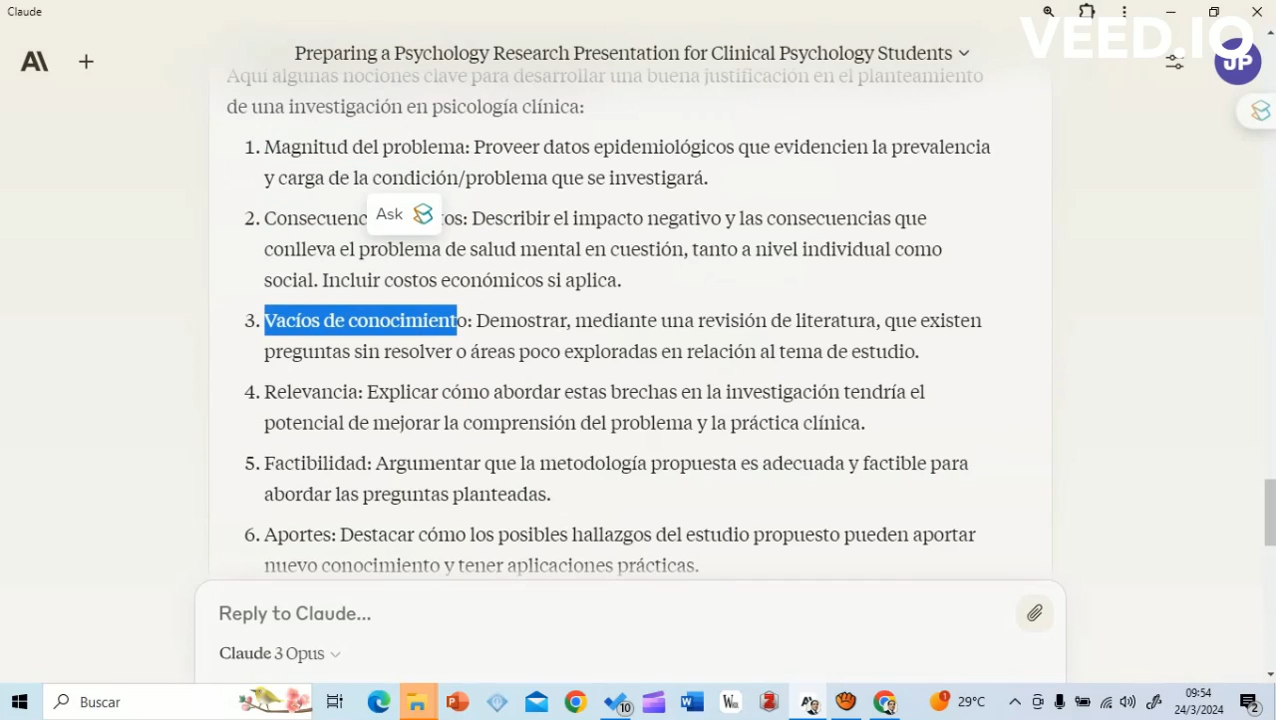 Claude
VEED.IO
Preparing a Psychology Research Presentation for Clinical Psychology Students
JP
Aquí algunas nociones clave para desarrollar una buena justificación en el planteamiento
de una investigación en psicología clínica:
1. Magnitud del problema: Proveer datos epidemiológicos que evidencien la prevalencia
y carga de la condición/problema que se investigará.
Ask
2. Consecuenc tos: Describir el impacto negativo y las consecuencias que
conlleva el problema de salud mental en cuestión, tanto a nivel individual como
social. Incluir costos económicos si aplica.
3. Vacíos de conocimiento: Demostrar, mediante una revisión de literatura, que existen
preguntas sin resolver o áreas poco exploradas en relación al tema de estudio.
4. Relevancia: Explicar cómo abordar estas brechas en la investigación tendría el
potencial de mejorar la comprensión del problema y la práctica clínica.
5. Factibilidad: Argumentar que la metodología propuesta es adecuada y factible para
abordar las preguntas planteadas.
6. Aportes: Destacar cómo los posibles hallazgos del estudio propuesto pueden aportar
nuevo conocimiento y tener aplicaciones prácticas.
Reply to Claude...
Claude 3 Opus
Buscar
10
29°C
09:54
24/3/2024
2